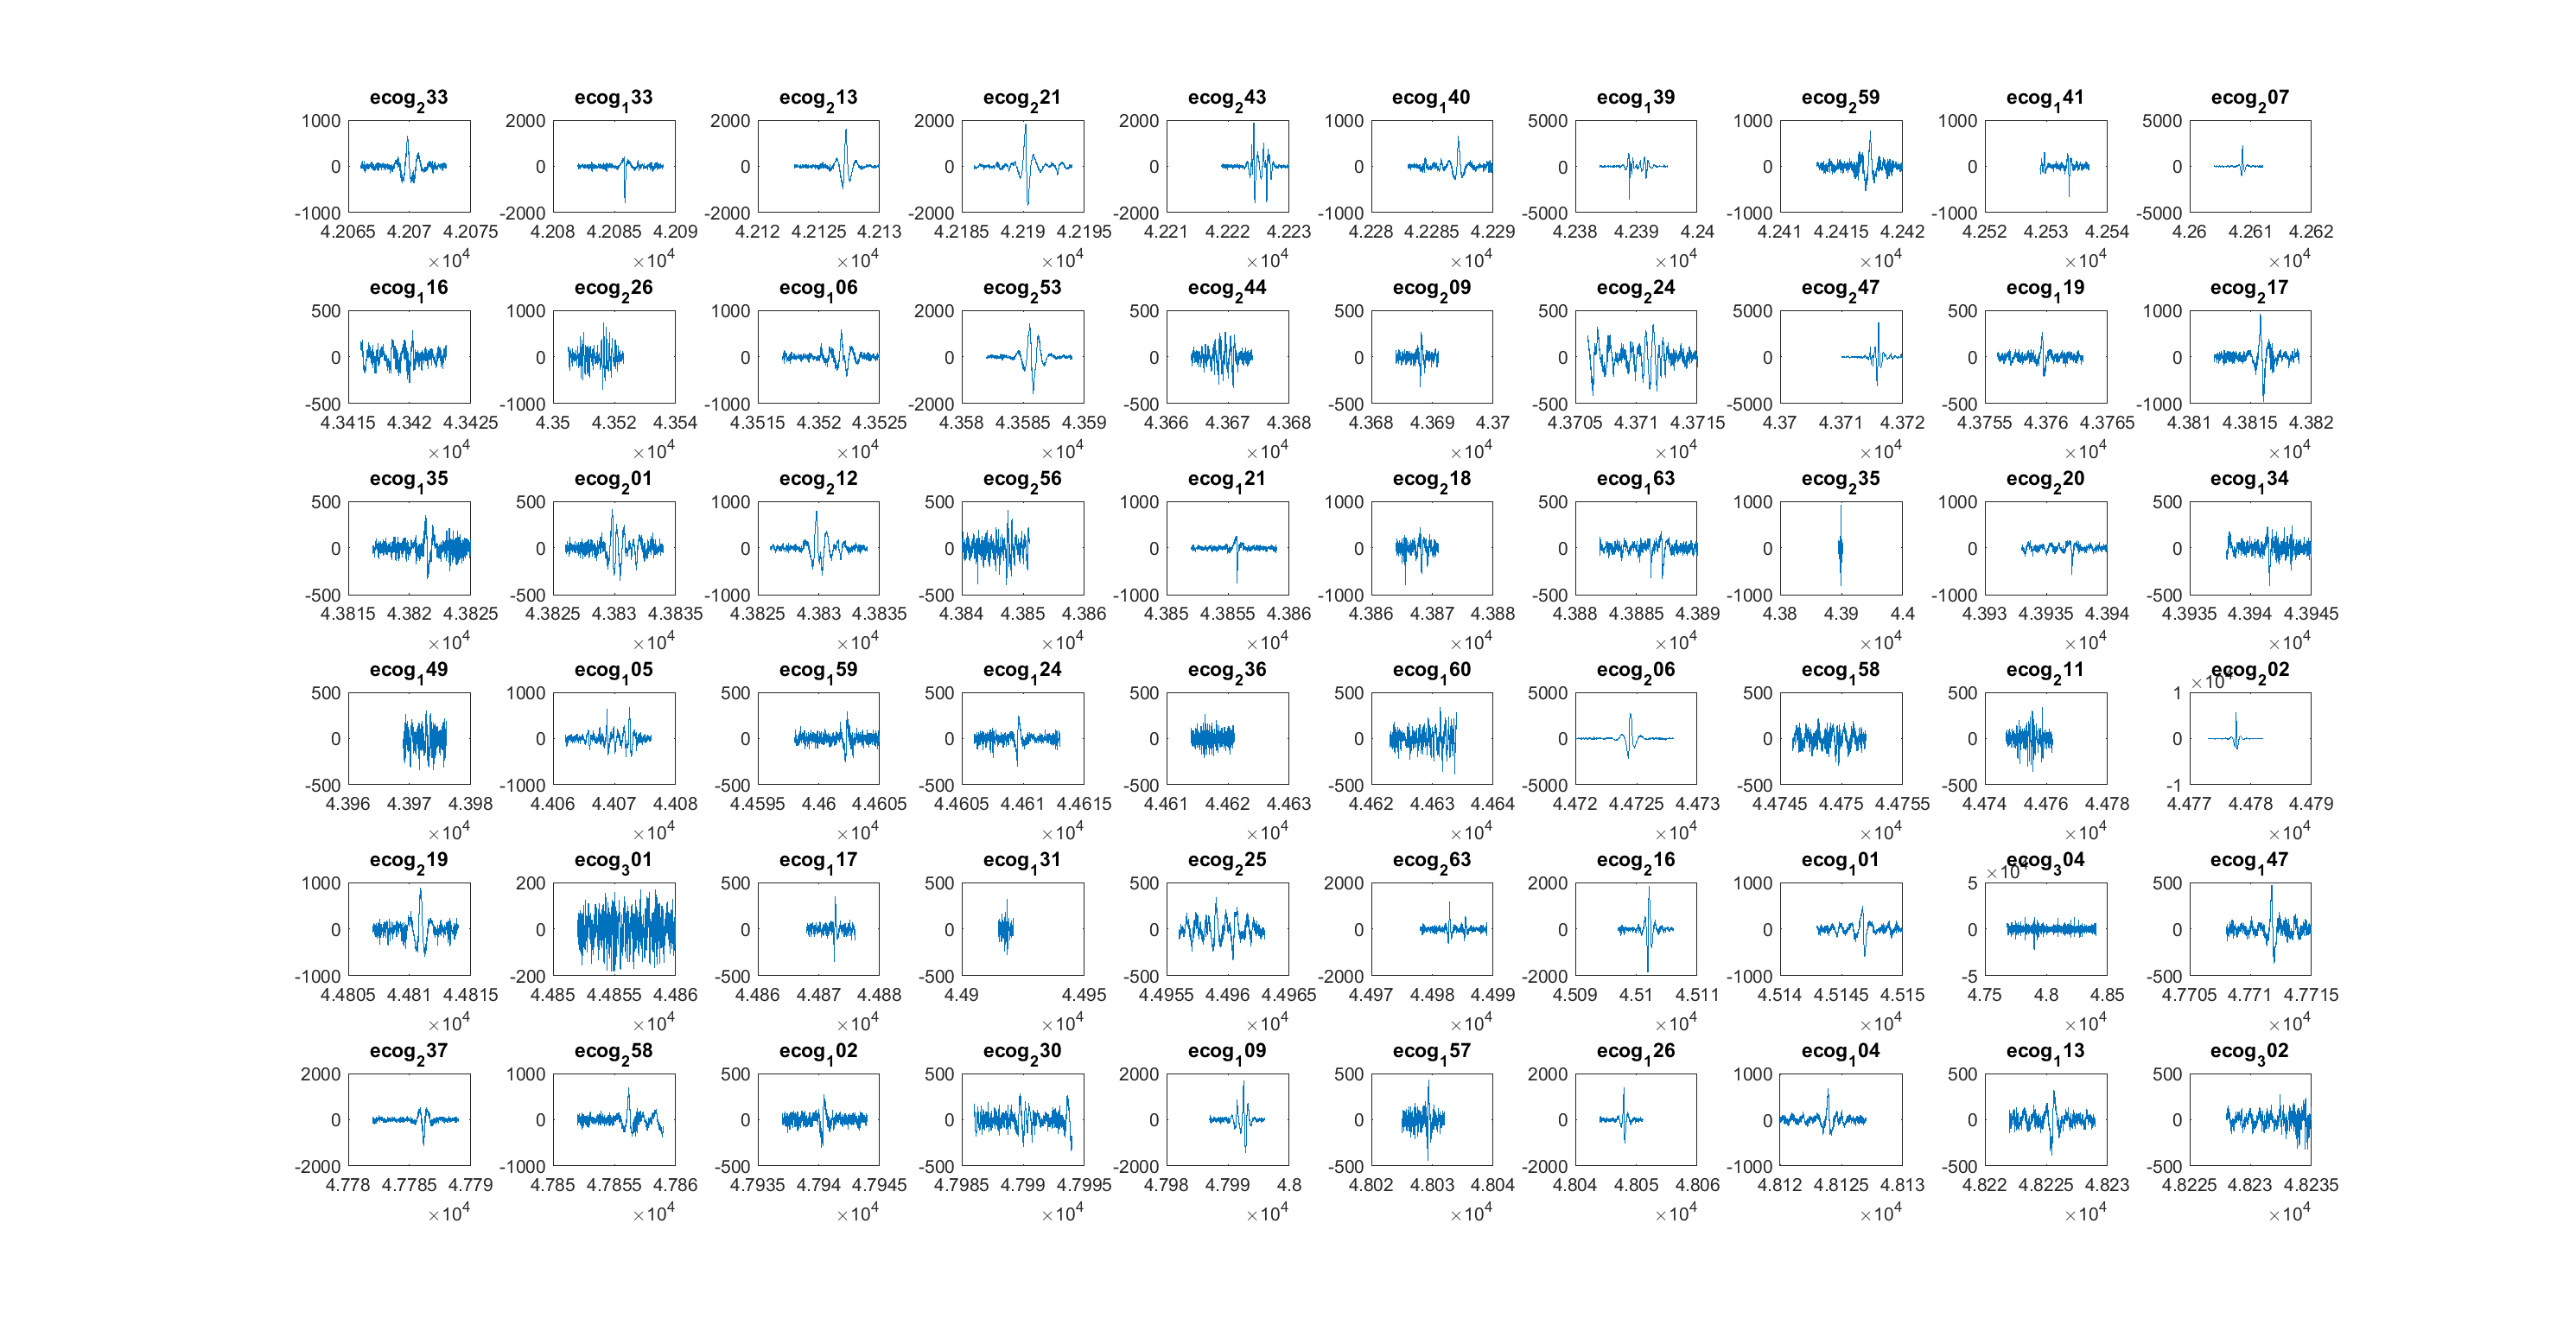 ecog₂33 ecog₁33 ecog₂13 ecog₂21 ecog₂43 ecog₁40 ecog₁39 ecog₂59 ecog₁41 ecog₂07
1000 2000 2000 2000 2000 1000 5000 1000 1000 5000
0 0 0 0 0 0 0 0 0 0
-1000 -2000 -2000 -2000 -2000 -1000 -5000 -1000 -1000 -5000
4.2065 4.207 4.2075 4.208 4.2085 4.209 4.212 4.2125 4.213 4.2185 4.219 4.2195 4.221 4.222 4.223 4.228 4.2285 4.229 4.238 4.239 4.24 4.241 4.2415 4.242 4.252 4.253 4.254 4.26 4.261 4.262
×10⁴ ×10⁴ ×10⁴ ×10⁴ ×10⁴ ×10⁴ ×10⁴ ×10⁴ ×10⁴ ×10⁴
ecog₁16 ecog₂26 ecog₁06 ecog₂53 ecog₂44 ecog₂09 ecog₂24 ecog₂47 ecog₁19 ecog₂17
500 1000 1000 2000 500 500 500 5000 500 1000
0 0 0 0 0 0 0 0 0 0
-500 -1000 -1000 -2000 -500 -500 -500 -5000 -500 -1000
4.3415 4.342 4.3425 4.35 4.352 4.354 4.3515 4.352 4.3525 4.358 4.3585 4.359 4.366 4.367 4.368 4.368 4.369 4.37 4.3705 4.371 4.3715 4.37 4.371 4.372 4.3755 4.376 4.3765 4.381 4.3815 4.382
×10⁴ ×10⁴ ×10⁴ ×10⁴ ×10⁴ ×10⁴ ×10⁴ ×10⁴ ×10⁴ ×10⁴
ecog₁35 ecog₂01 ecog₂12 ecog₂56 ecog₁21 ecog₂18 ecog₁63 ecog₂35 ecog₂20 ecog₁34
500 500 1000 500 1000 1000 500 1000 1000 500
0 0 0 0 0 0 0 0 0 0
-500 -500 -1000 -500 -1000 -1000 -500 -1000 -1000 -500
4.3815 4.382 4.3825 4.3825 4.383 4.3835 4.3825 4.383 4.3835 4.384 4.385 4.386 4.385 4.3855 4.386 4.386 4.387 4.388 4.388 4.3885 4.389 4.38 4.39 4.4 4.393 4.3935 4.394 4.3935 4.394 4.3945
×10⁴ ×10⁴ ×10⁴ ×10⁴ ×10⁴ ×10⁴ ×10⁴ ×10⁴ ×10⁴ ×10⁴
ecog₁49 ecog₁05 ecog₁59 ecog₁24 ecog₂36 ecog₁60 ecog₂06 ecog₁58 ecog₂11 ecog₂02
×10⁴
500 1000 500 500 500 500 5000 500 500 1
0 0 0 0 0 0 0 0 0 0
-500 -1000 -500 -500 -500 -500 -5000 -500 -500 -1
4.396 4.397 4.398 4.406 4.407 4.408 4.4595 4.46 4.4605 4.4605 4.461 4.4615 4.461 4.462 4.463 4.462 4.463 4.464 4.472 4.4725 4.473 4.4745 4.475 4.4755 4.474 4.476 4.478 4.477 4.478 4.479
×10⁴ ×10⁴ ×10⁴ ×10⁴ ×10⁴ ×10⁴ ×10⁴ ×10⁴ ×10⁴ ×10⁴
ecog₂19 ecog₃01 ecog₁17 ecog₁31 ecog₂25 ecog₂63 ecog₂16 ecog₁01 ecog₃04 ecog₁47
×10⁴
1000 200 500 500 500 2000 2000 1000 5 500
0 0 0 0 0 0 0 0 0 0
-1000 -200 -500 -500 -500 -2000 -2000 -1000 -5 -500
4.4805 4.481 4.4815 4.485 4.4855 4.486 4.486 4.487 4.488 4.49 4.495 4.4955 4.496 4.4965 4.497 4.498 4.499 4.509 4.51 4.511 4.514 4.5145 4.515 4.75 4.8 4.85 4.7705 4.771 4.7715
×10⁴ ×10⁴ ×10⁴ ×10⁴ ×10⁴ ×10⁴ ×10⁴ ×10⁴ ×10⁴ ×10⁴
ecog₂37 ecog₂58 ecog₁02 ecog₂30 ecog₁09 ecog₁57 ecog₁26 ecog₁04 ecog₁13 ecog₃02
2000 1000 500 500 2000 500 2000 1000 500 500
0 0 0 0 0 0 0 0 0 0
-2000 -1000 -500 -500 -2000 -500 -2000 -1000 -500 -500
4.778 4.7785 4.779 4.785 4.7855 4.786 4.7935 4.794 4.7945 4.7985 4.799 4.7995 4.798 4.799 4.8 4.802 4.803 4.804 4.804 4.805 4.806 4.812 4.8125 4.813 4.822 4.8225 4.823 4.8225 4.823 4.8235
×10⁴ ×10⁴ ×10⁴ ×10⁴ ×10⁴ ×10⁴ ×10⁴ ×10⁴ ×10⁴ ×10⁴